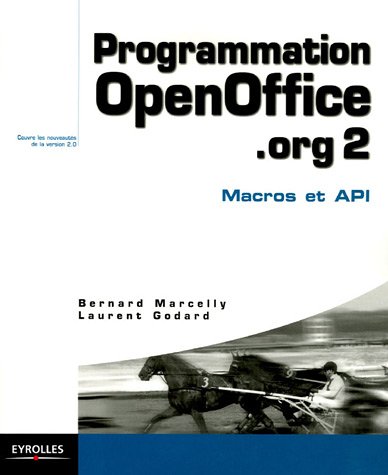 Programmation
OpenOffice
.org 2
Couvre les nouveautes
de la version 2.0
Macros et API
Bernard Marcelly
Laurent Godard
3
EYROLLES